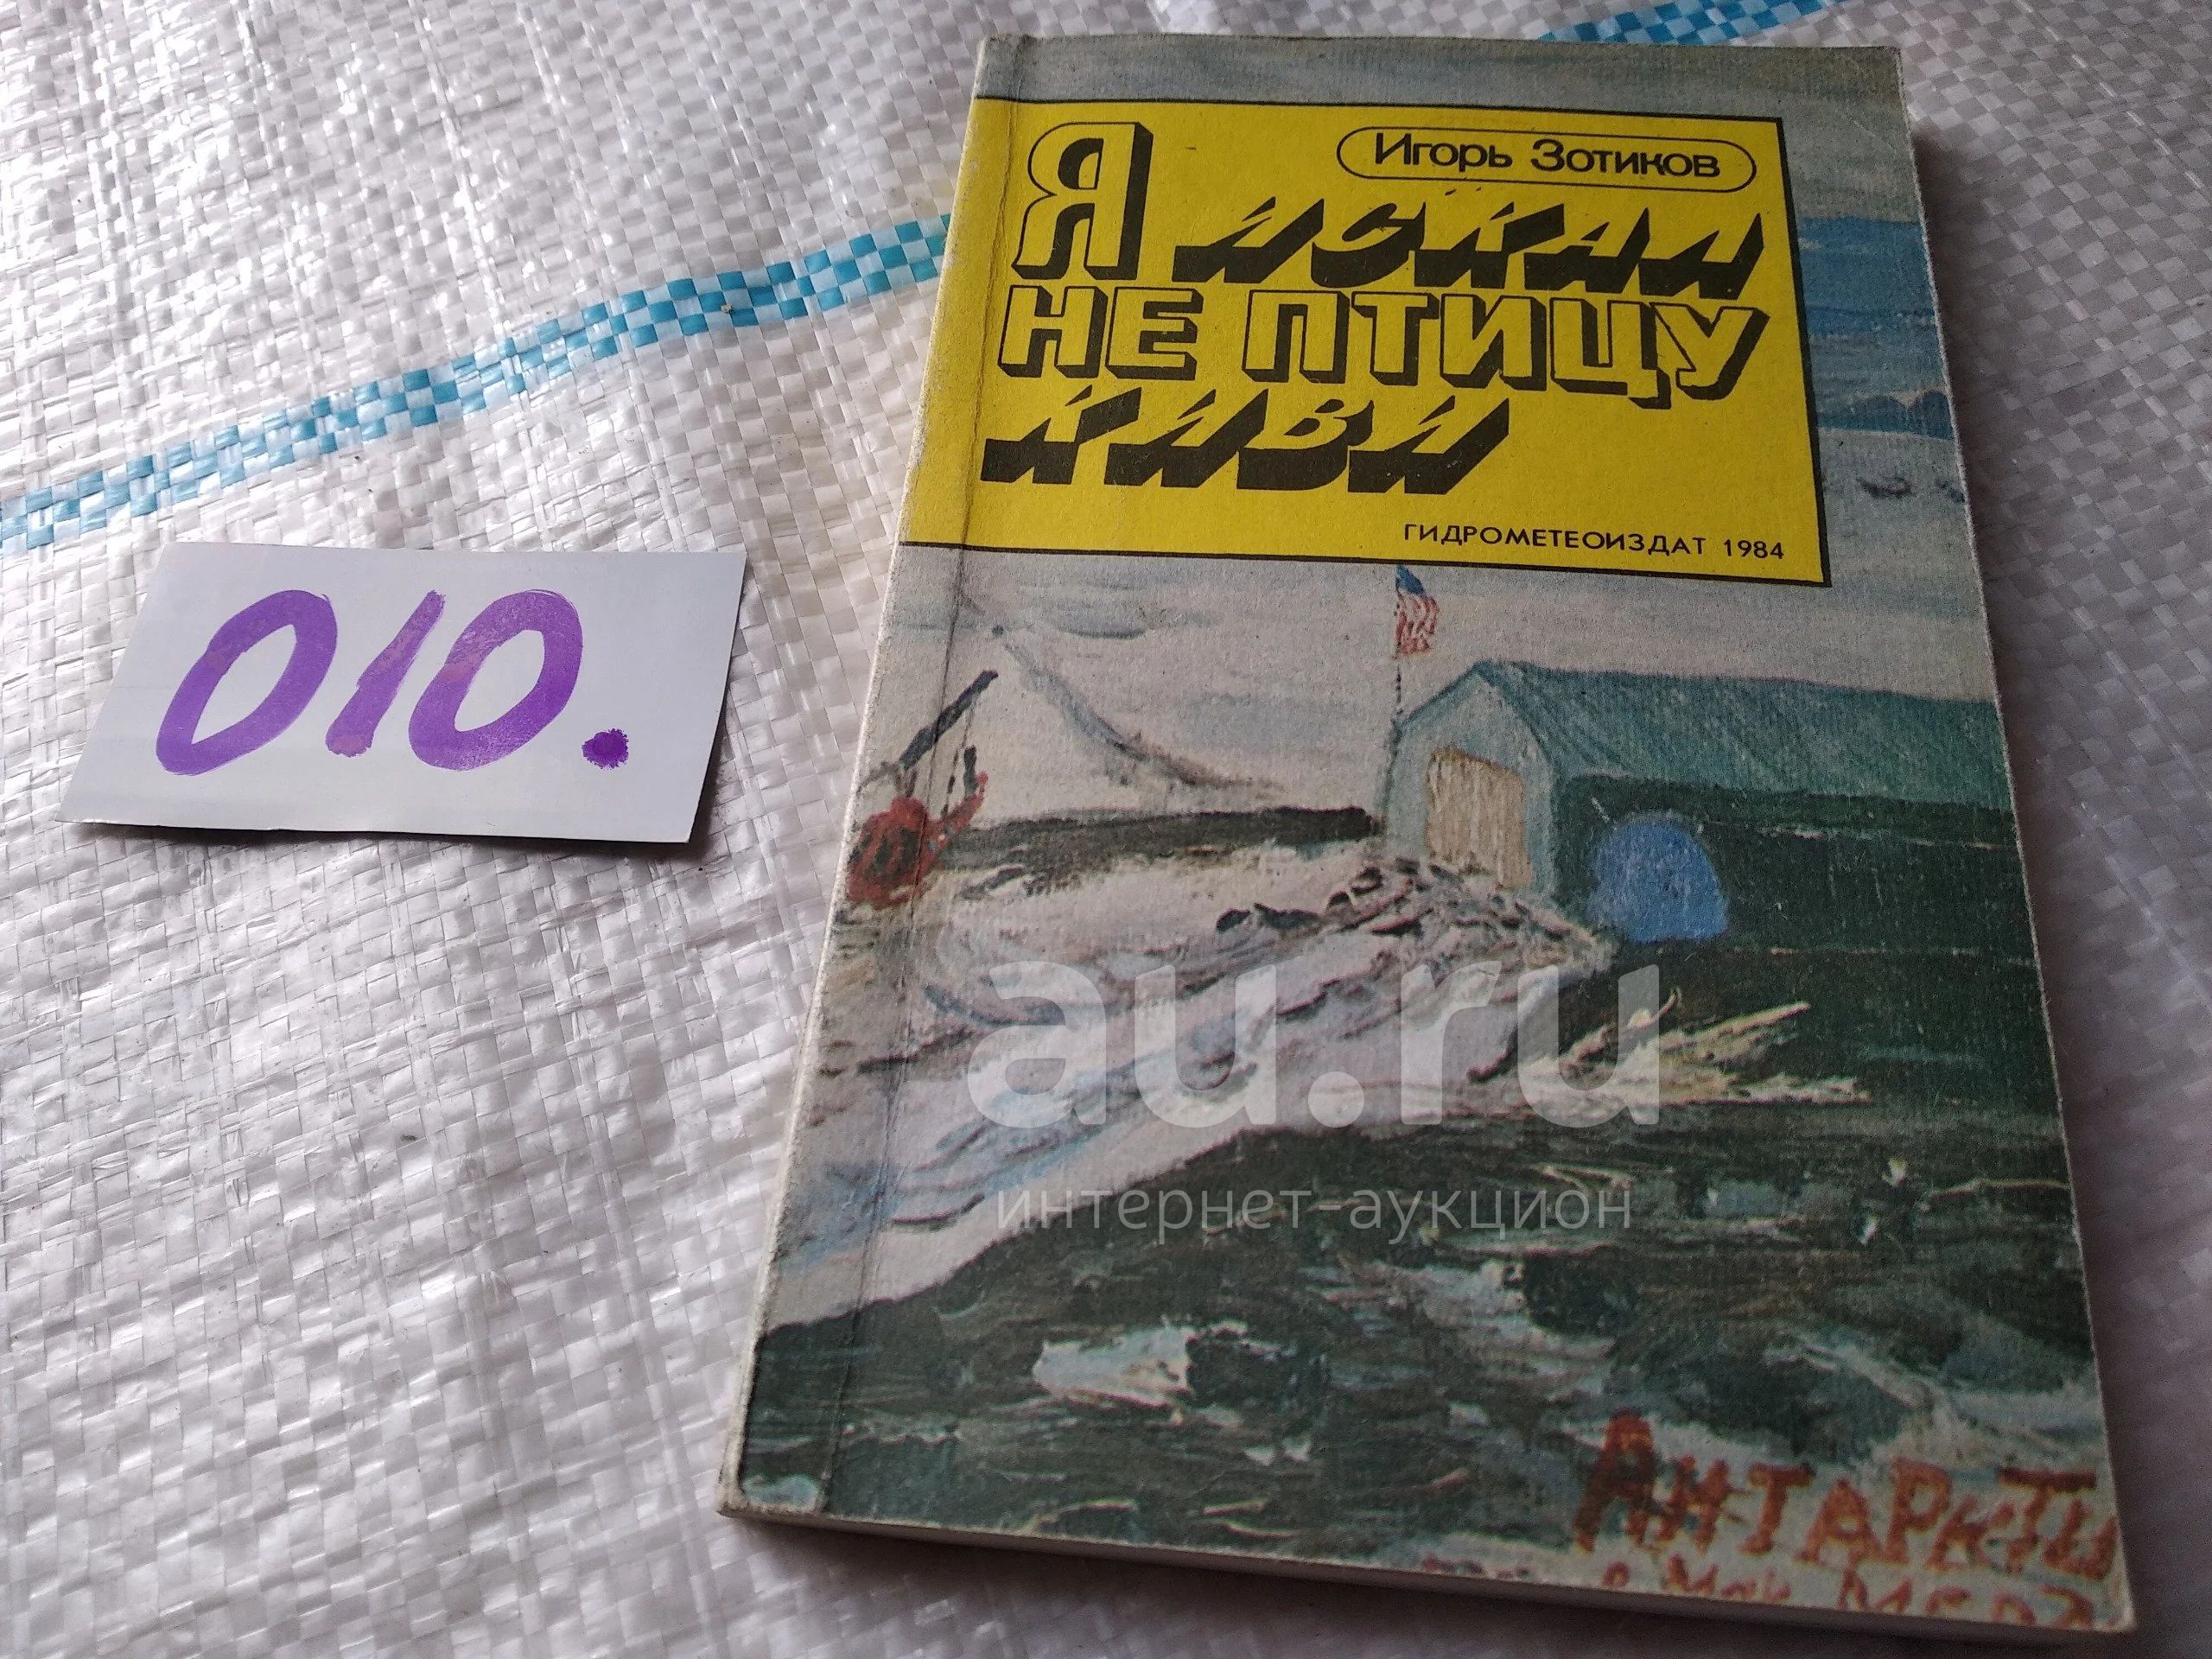 Игорь Зотиков
Я ИСКАЛ
НЕ ПТИЦУ
КИВИ
ГИДРОМЕТЕОИЗДАТ 1984
010.
au.ru
интернет-аукцион